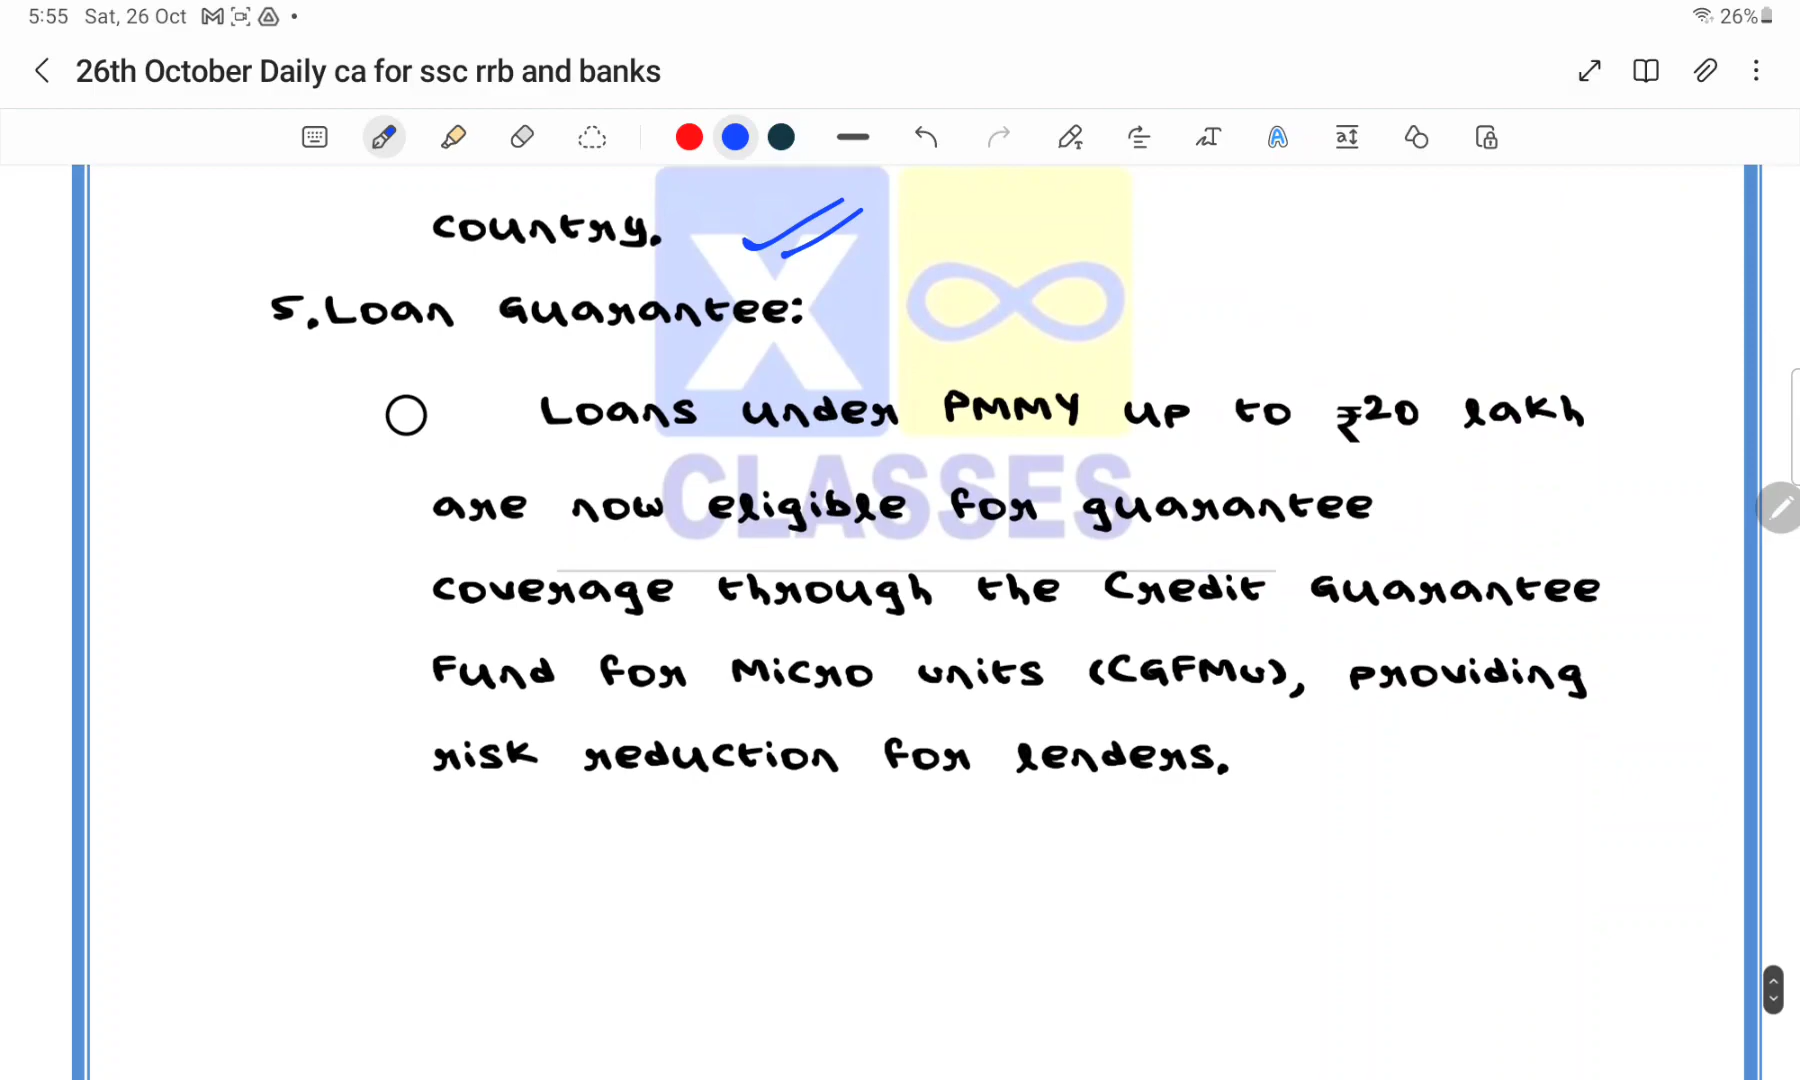 5:55 Sat, 26 Oct
26%
26th October Daily ca for ssc rrb and banks
country.
5.Loan Guarantee:
Loans under PMMY up to ₹20 lakh
are now eligible for guarantee
coverage through the Credit Guarantee
Fund for Micro units (CGFMU), providing
risk reduction for lenders.
X ∞
CLASSES